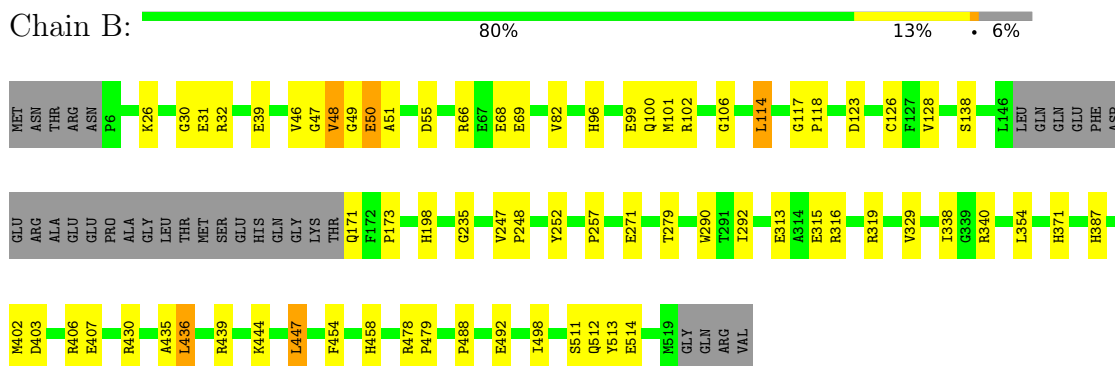 Chain B:
80% 13% • 6%
MET ASN THR ARG ASN P6 K26 G30 E31 R32 E39 V46 G47 V48 G49 E50 A51 D55 R66 E67 E68 E69 V82 H96 E99 Q100 M101 R102 G106 L114 G117 P118 D123 C126 F127 V128 S138 L146 LEU GLN GLN GLU PHE ASP
GLU ARG ALA GLU GLU PRO ALA GLY LEU THR MET SER GLU HIS GLN GLY LYS THR Q171 F172 P173 H198 G235 V247 P248 Y252 P257 E271 T279 W290 T291 I292 E313 A314 E315 R316 R319 V329 I338 G339 R340 L354 H371 H387
M402 D403 R406 E407 R430 A435 L436 R439 K444 L447 F454 H458 R478 P479 P488 E492 I498 S511 Q512 Y513 E514 M519 GLY GLN ARG VAL